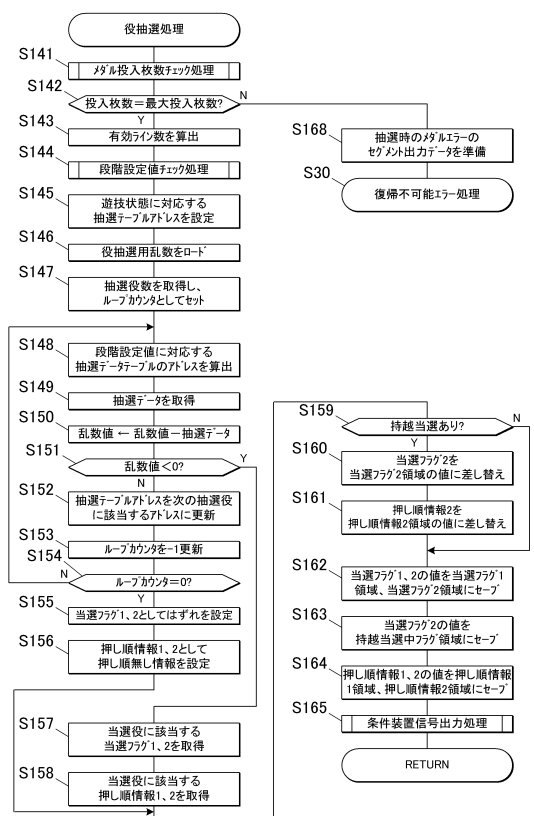 役抽選処理
S141
メダル投入枚数チェック処理
S142
投入枚数＝最大投入枚数?
N
Y
S143
有効ライン数を算出
S144
段階設定値チェック処理
S145
遊技状態に対応する
抽選テーブルアドレスを設定
S146
役抽選用乱数をロード
S147
抽選役数を取得し、
ループカウンタとしてセット
S148
段階設定値に対応する
抽選データテーブルのアドレスを算出
S149
抽選データを取得
S150
乱数値 ← 乱数値－抽選データ
S151
乱数値＜0?
Y
N
S152
抽選テーブルアドレスを次の抽選役
に該当するアドレスに更新
S153
ループカウンタを-1更新
S154
N
ループカウンタ＝0?
Y
S155
当選フラグ1、2としてはずれを設定
S156
押し順情報1、2として
押し順無し情報を設定
S157
当選役に該当する
当選フラグ1、2を取得
S158
当選役に該当する
押し順情報1、2を取得
S168
抽選時のメダルエラーの
セグメント出力データを準備
S30
復帰不可能エラー処理
S159
持越当選あり?
N
Y
S160
当選フラグ2を
当選フラグ2領域の値に差し替え
S161
押し順情報2を
押し順情報2領域の値に差し替え
S162
当選フラグ1、2の値を当選フラグ1
領域、当選フラグ2領域にセーブ
S163
当選フラグ2の値を
持越当選中フラグ領域にセーブ
S164
押し順情報1、2の値を押し順情報
1領域、押し順情報2領域にセーブ
S165
条件装置信号出力処理
RETURN